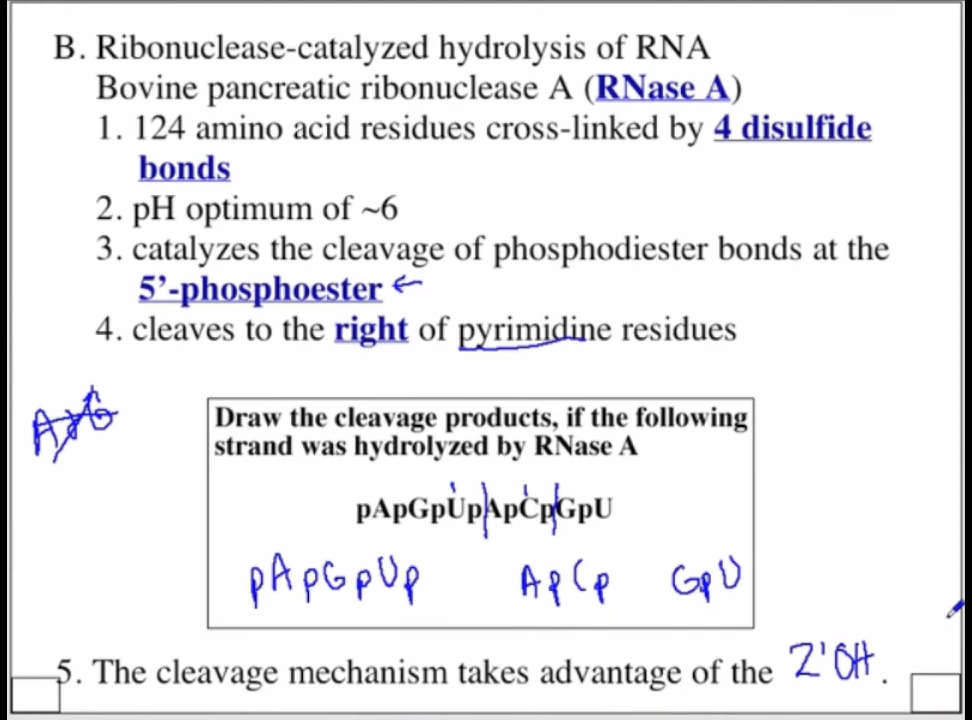 B. Ribonuclease-catalyzed hydrolysis of RNA
Bovine pancreatic ribonuclease A (RNase A)
1. 124 amino acid residues cross-linked by 4 disulfide
bonds
2. pH optimum of ~6
3. catalyzes the cleavage of phosphodiester bonds at the
5’-phosphoester ←
4. cleaves to the right of pyrimidine residues
Draw the cleavage products, if the following
strand was hydrolyzed by RNase A
pApGpUpApCpGpU
pApGpUp ApCp GpU
5. The cleavage mechanism takes advantage of the 2'OH.